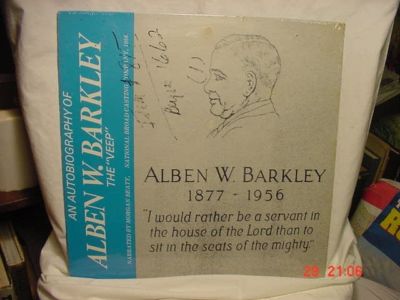 AN AUTOBIOGRAPHY OF
ALBEN W. BARKLEY
THE "VEEP"
NARRATED BY MORGAN BEATY, NATIONAL BROADCASTING COMPANY,
ALBEN W. BARKLEY
1877 - 1956
"I would rather be a servant in
the house of the Lord than to
sit in the seats of the mighty."
29 21:06